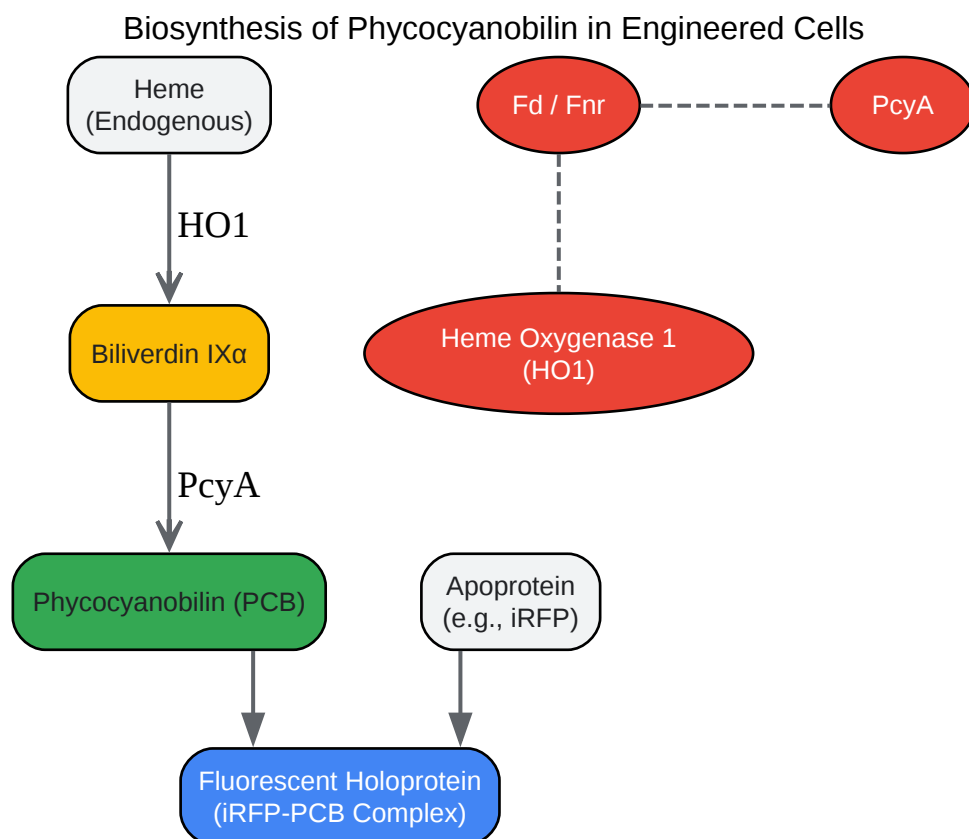 Biosynthesis of Phycocyanobilin in Engineered Cells
Heme
(Endogenous)
Fd / Fnr
PcyA
HO1
Biliverdin IXα
Heme Oxygenase 1
(HO1)
PcyA
Phycocyanobilin (PCB)
Apoprotein
(e.g., iRFP)
Fluorescent Holoprotein
(iRFP-PCB Complex)